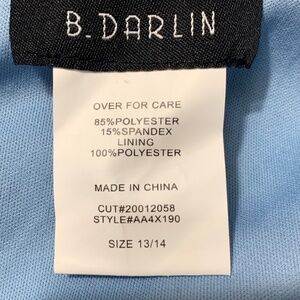 B.DARLIN
OVER FOR CARE
85%POLYESTER
15%SPANDEX
LINING
100%POLYESTER
MADE IN CHINA
CUT#20012058
STYLE#AA4X190
SIZE 13/14